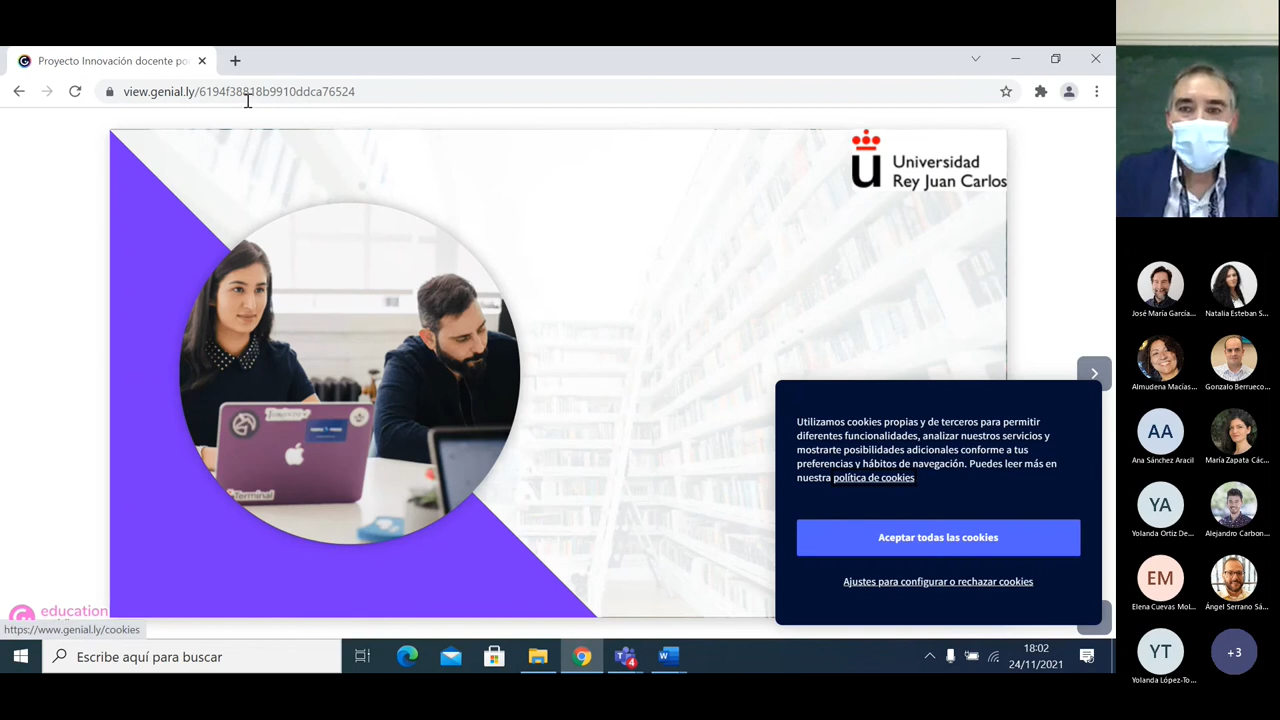 Proyecto Innovación docente po
view.genial.ly/6194f38818b9910ddca76524
Universidad
Rey Juan Carlos
Terminal
Utilizamos cookies propias y de terceros para permitir
diferentes funcionalidades, analizar nuestros servicios y
mostrarte posibilidades adicionales conforme a tus
preferencias y hábitos de navegación. Puedes leer más en
nuestra política de cookies
Aceptar todas las cookies
Ajustes para configurar o rechazar cookies
education
https://www.genial.ly/cookies
Escribe aquí para buscar
4
18:02
24/11/2021
José María García...
Natalia Esteban S...
Almudena Macías...
Gonzalo Berrueco...
AA
Ana Sánchez Aracil
María Zapata Các...
YA
Yolanda Ortiz De...
Alejandro Carbon...
EM
Elena Cuevas Mol...
Ángel Serrano Sá...
YT
Yolanda López-To...
+3